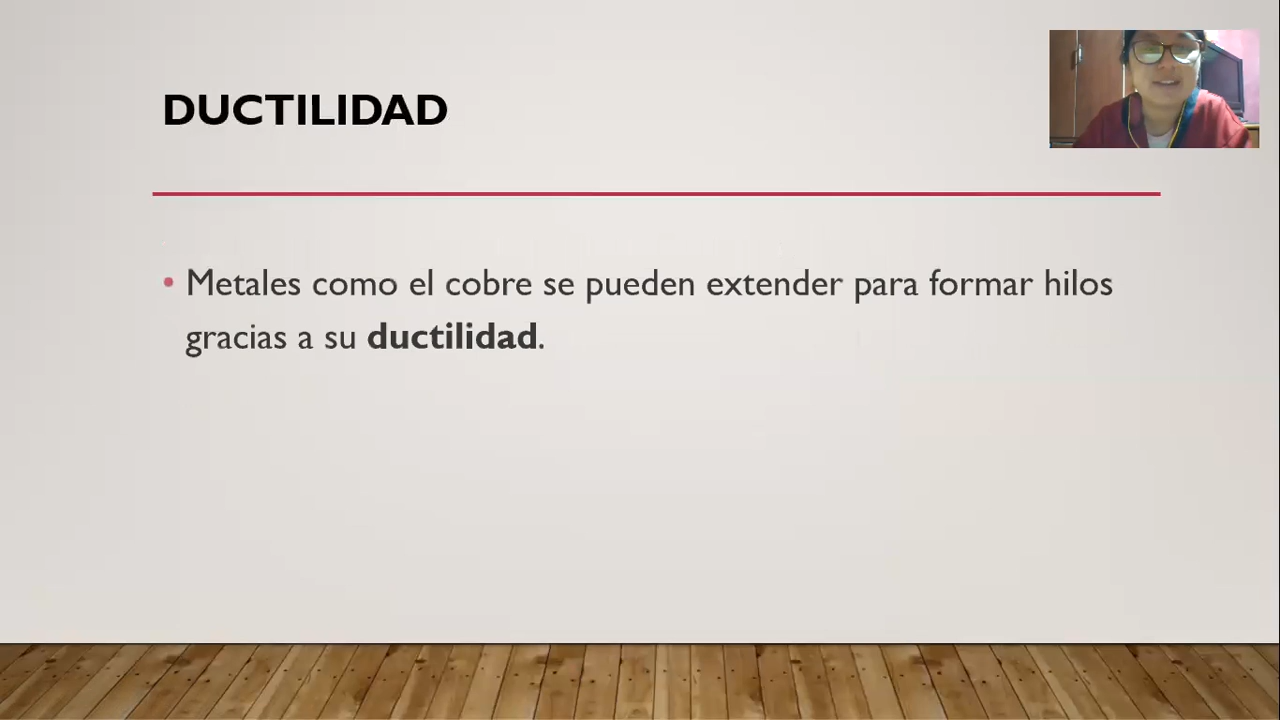 DUCTILIDAD
• Metales como el cobre se pueden extender para formar hilos
gracias a su ductilidad.